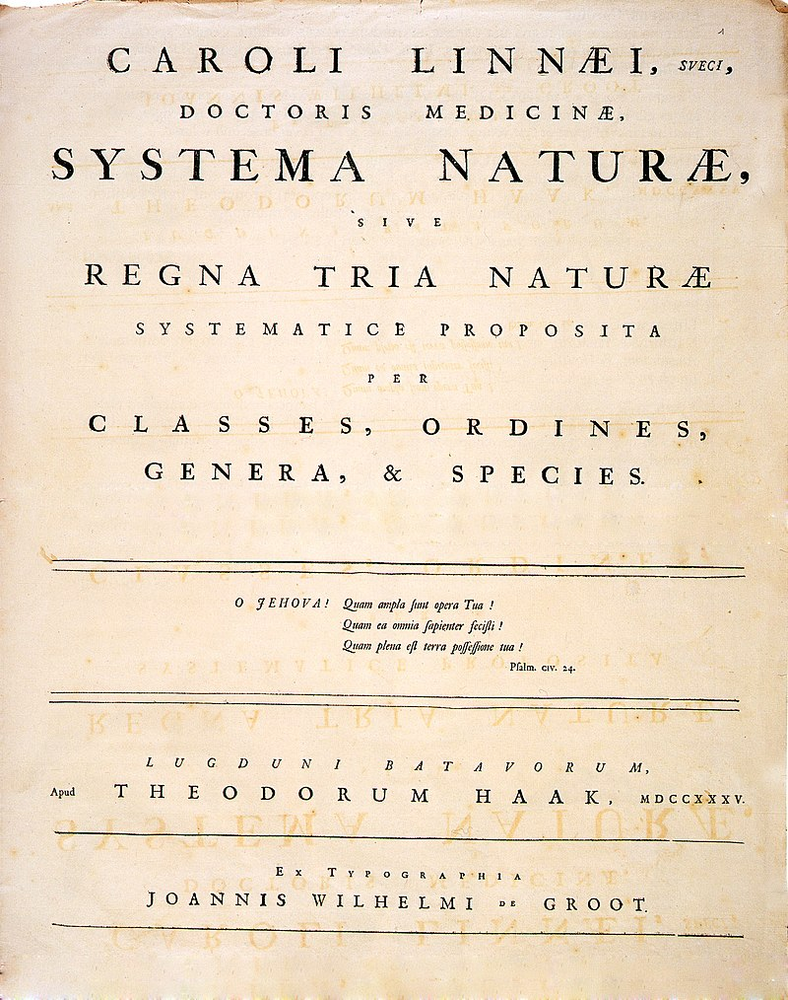 CAROLI LINNÆI, SVECI,
DOCTORIS MEDICINÆ,
SYSTEMA NATURÆ,
SIVE
REGNA TRIA NATURÆ
SYSTEMATICE PROPOSITA
PER
CLASSES, ORDINES,
GENERA, & SPECIES.
O JEHOVA! Quam ampla ſunt opera Tua !
Quam ea omnia ſapienter feciſti !
Quam plena eſt terra poſſeſſione tua !
Pſalm. CIV. 24.
LUGDUNI BATAVORUM,
Apud THEODORUM HAAK, MDCCXXXV.
EX TYPOGRAPHIA
JOANNIS WILHELMI DE GROOT.